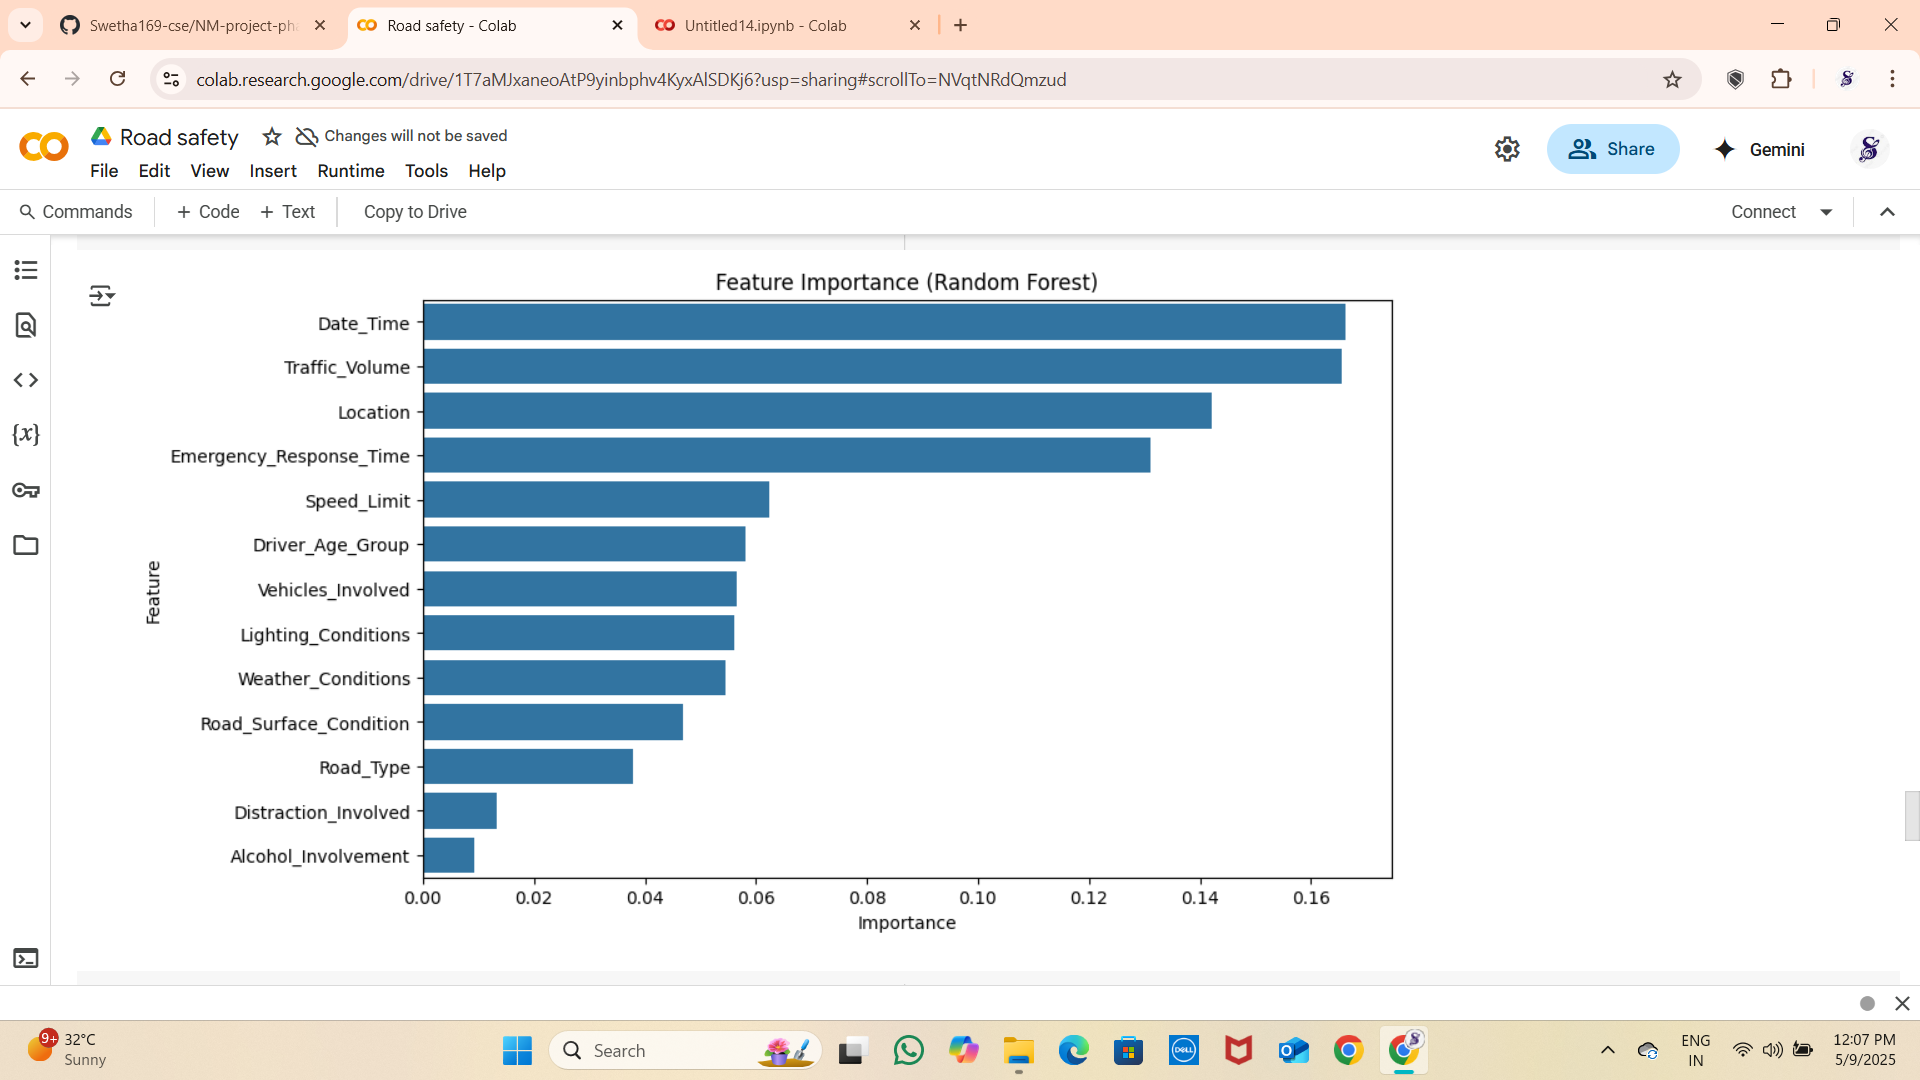 Swetha169-cse/NM-project-ph
Road safety - Colab
Untitled14.ipynb - Colab
colab.research.google.com/drive/1T7aMJxaneoAtP9yinbphv4KyxAlSDKj6?usp=sharing#scrollTo=NVqtNRdQmzud
Road safety
Changes will not be saved
File Edit View Insert Runtime Tools Help
Share
Gemini
Commands + Code + Text Copy to Drive
Connect
Feature Importance (Random Forest)
Date_Time
Traffic_Volume
Location
Emergency_Response_Time
Speed_Limit
Driver_Age_Group
Vehicles_Involved
Lighting_Conditions
Weather_Conditions
Road_Surface_Condition
Road_Type
Distraction_Involved
Alcohol_Involvement
Feature
0.00 0.02 0.04 0.06 0.08 0.10 0.12 0.14 0.16
Importance
{x}
9+
32°C
Sunny
Search
DELL
ENG
IN
12:07 PM
5/9/2025